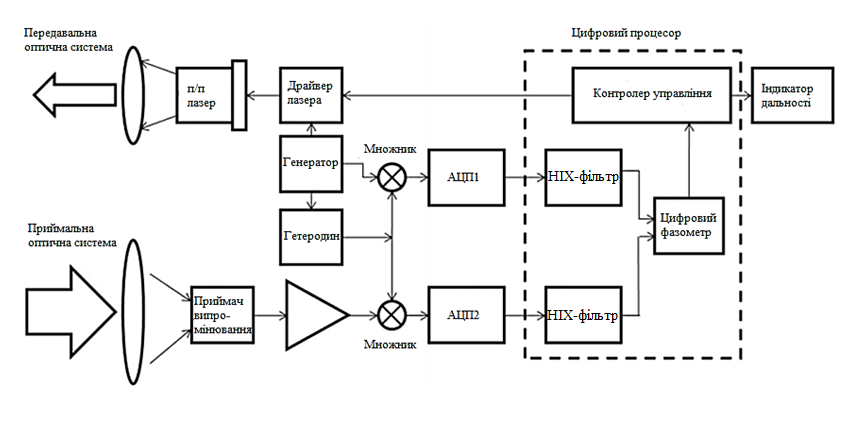 Передавальна
оптична система
Цифровий процесор
п/п
лазер
Драйвер
лазера
Контролер управління
Індикатор
дальності
Генератор
Множник
АЦП1
НІХ-фільтр
Гетеродин
Цифровий
фазометр
Приймальна
оптична система
Приймач
випро-
мінювання
Множник
АЦП2
НІХ-фільтр